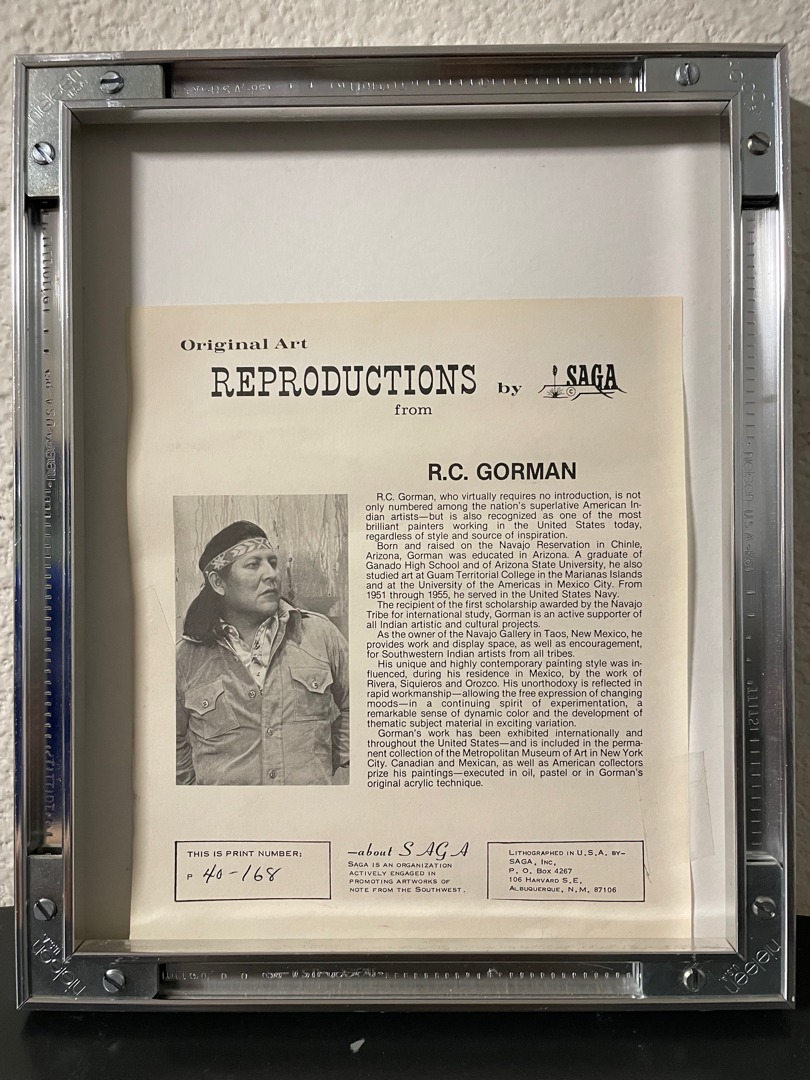 nielsen
Original Art
REPRODUCTIONS by SAGA ©
from
R.C. GORMAN
R.C. Gorman, who virtually requires no introduction, is not
only numbered among the nation's superlative American In-
dian artists—but is also recognized as one of the most
brilliant painters working in the United States today,
regardless of style and source of inspiration.
Born and raised on the Navajo Reservation in Chinle,
Arizona, Gorman was educated in Arizona. A graduate of
Ganado High School and of Arizona State University, he also
studied art at Guam Territorial College in the Marianas Islands
and at the University of the Americas in Mexico City. From
1951 through 1955, he served in the United States Navy.
The recipient of the first scholarship awarded by the Navajo
Tribe for international study, Gorman is an active supporter of
all Indian artistic and cultural projects.
As the owner of the Navajo Gallery in Taos, New Mexico, he
provides work and display space, as well as encouragement,
for Southwestern Indian artists from all tribes.
His unique and highly contemporary painting style was in-
fluenced, during his residence in Mexico, by the work of
Rivera, Siquieros and Orozco. His unorthodoxy is reflected in
rapid workmanship—allowing the free expression of changing
moods—in a continuing spirit of experimentation, a
remarkable sense of dynamic color and the development of
thematic subject material in exciting variation.
Gorman's work has been exhibited internationally and
throughout the United States—and is included in the perma-
nent collection of the Metropolitan Museum of Art in New York
City. Canadian and Mexican, as well as American collectors
prize his paintings—executed in oil, pastel or in Gorman's
original acrylic technique.
THIS IS PRINT NUMBER;
P 40-168
—about SAGA
SAGA IS AN ORGANIZATION
ACTIVELY ENGAGED IN
PROMOTING ARTWORKS OF
NOTE FROM THE SOUTHWEST.
LITHOGRAPHED IN U.S.A. BY—
SAGA, INC,
P. O. BOX 4267
106 HARVARD S.E.
ALBUQUERQUE, N.M. 87106
nielsen
nielsen